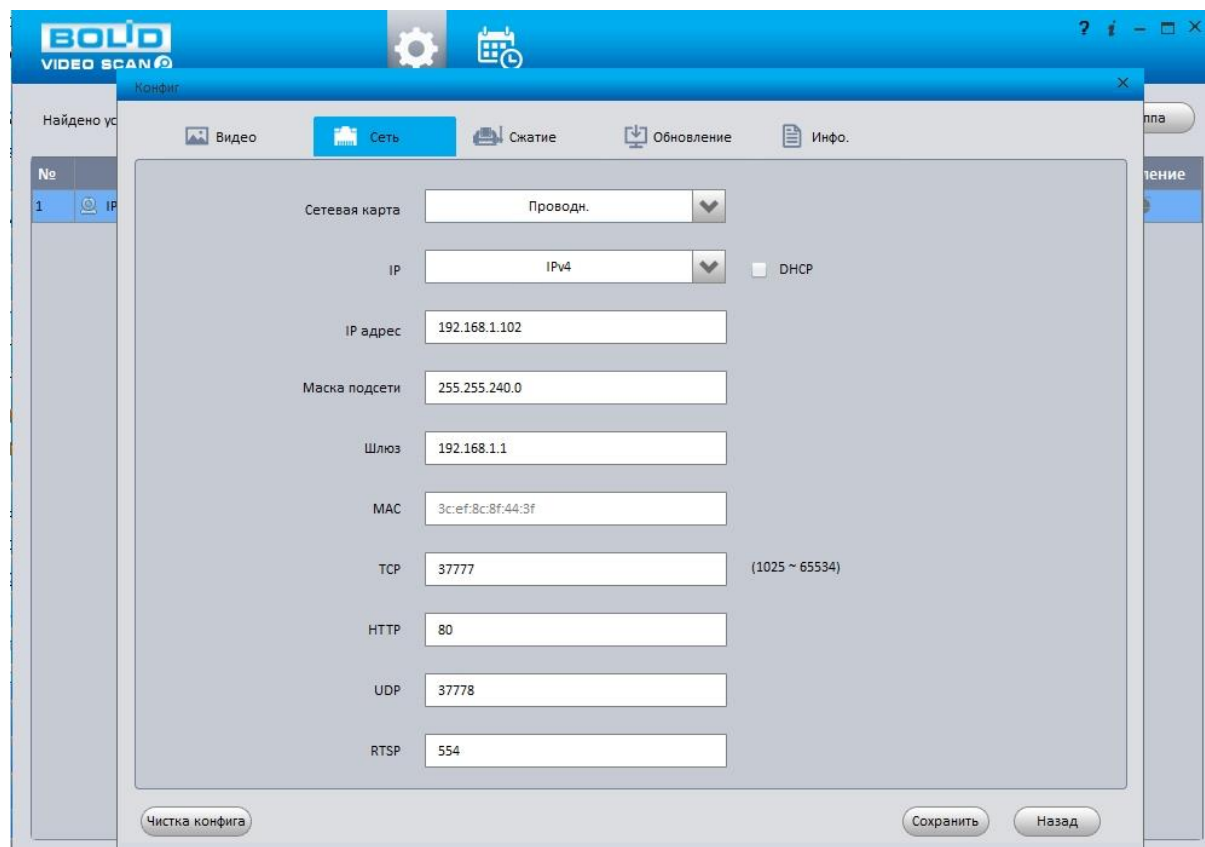 ? i
BOLID
VIDEO SCAN
Конфиг
Найдено ус
ппа
Видео Сеть Сжатие Обновление Инфо.
№ ление
1 IP
Сетевая карта Проводн.
IP IPv4 DHCP
IP адрес 192.168.1.102
Маска подсети 255.255.240.0
Шлюз 192.168.1.1
MAC 3c:ef:8c:8f:44:3f
TCP 37777 (1025 ~ 65534)
HTTP 80
UDP 37778
RTSP 554
Чистка конфига Сохранить Назад